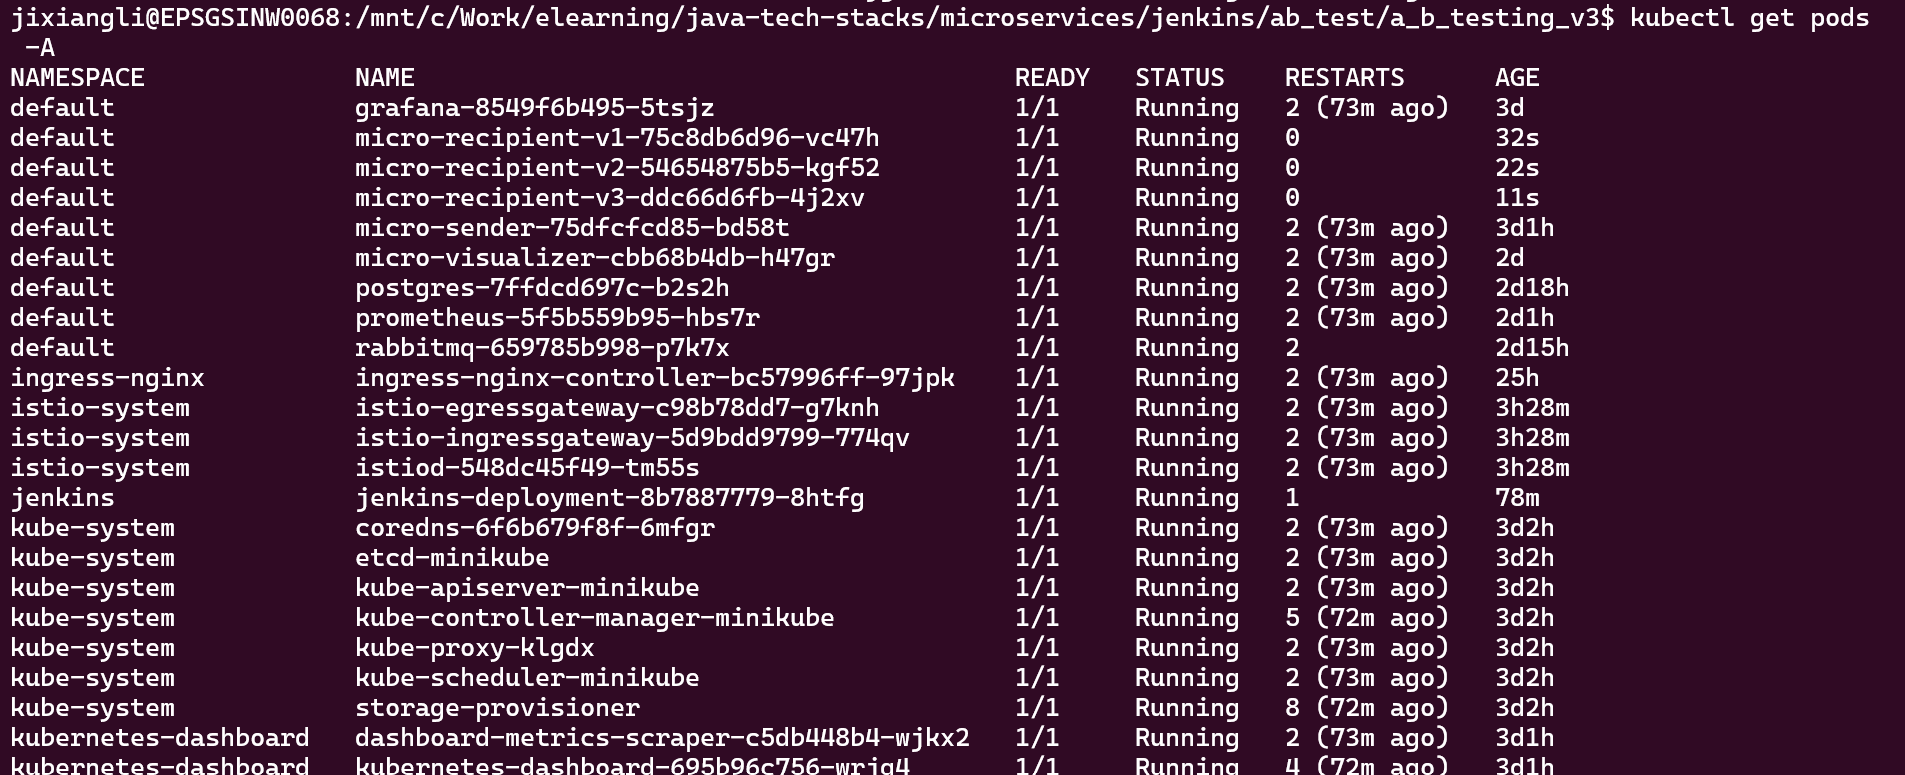 jixiangli@EPSGSINW0068:/mnt/c/Work/elearning/java-tech-stacks/microservices/jenkins/ab_test/a_b_testing_v3$ kubectl get pods
-A
NAMESPACE NAME READY STATUS RESTARTS AGE
default grafana-8549f6b495-5tsjz 1/1 Running 2 (73m ago) 3d
default micro-recipient-v1-75c8db6d96-vc47h 1/1 Running 0 32s
default micro-recipient-v2-54654875b5-kgf52 1/1 Running 0 22s
default micro-recipient-v3-ddc66d6fb-4j2xv 1/1 Running 0 11s
default micro-sender-75dfcfcd85-bd58t 1/1 Running 2 (73m ago) 3d1h
default micro-visualizer-cbb68b4db-h47gr 1/1 Running 2 (73m ago) 2d
default postgres-7ffdcd697c-b2s2h 1/1 Running 2 (73m ago) 2d18h
default prometheus-5f5b559b95-hbs7r 1/1 Running 2 (73m ago) 2d1h
default rabbitmq-659785b998-p7k7x 1/1 Running 2 2d15h
ingress-nginx ingress-nginx-controller-bc57996ff-97jpk 1/1 Running 2 (73m ago) 25h
istio-system istio-egressgateway-c98b78dd7-g7knh 1/1 Running 2 (73m ago) 3h28m
istio-system istio-ingressgateway-5d9bdd9799-774qv 1/1 Running 2 (73m ago) 3h28m
istio-system istiod-548dc45f49-tm55s 1/1 Running 2 (73m ago) 3h28m
jenkins jenkins-deployment-8b7887779-8htfg 1/1 Running 1 78m
kube-system coredns-6f6b679f8f-6mfgr 1/1 Running 2 (73m ago) 3d2h
kube-system etcd-minikube 1/1 Running 2 (73m ago) 3d2h
kube-system kube-apiserver-minikube 1/1 Running 2 (73m ago) 3d2h
kube-system kube-controller-manager-minikube 1/1 Running 5 (72m ago) 3d2h
kube-system kube-proxy-klgdx 1/1 Running 2 (73m ago) 3d2h
kube-system kube-scheduler-minikube 1/1 Running 2 (73m ago) 3d2h
kube-system storage-provisioner 1/1 Running 8 (72m ago) 3d2h
kubernetes-dashboard dashboard-metrics-scraper-c5db448b4-wjkx2 1/1 Running 2 (73m ago) 3d1h
kubernetes-dashboard 1/1 Running 4 (72m ago) 3d1h